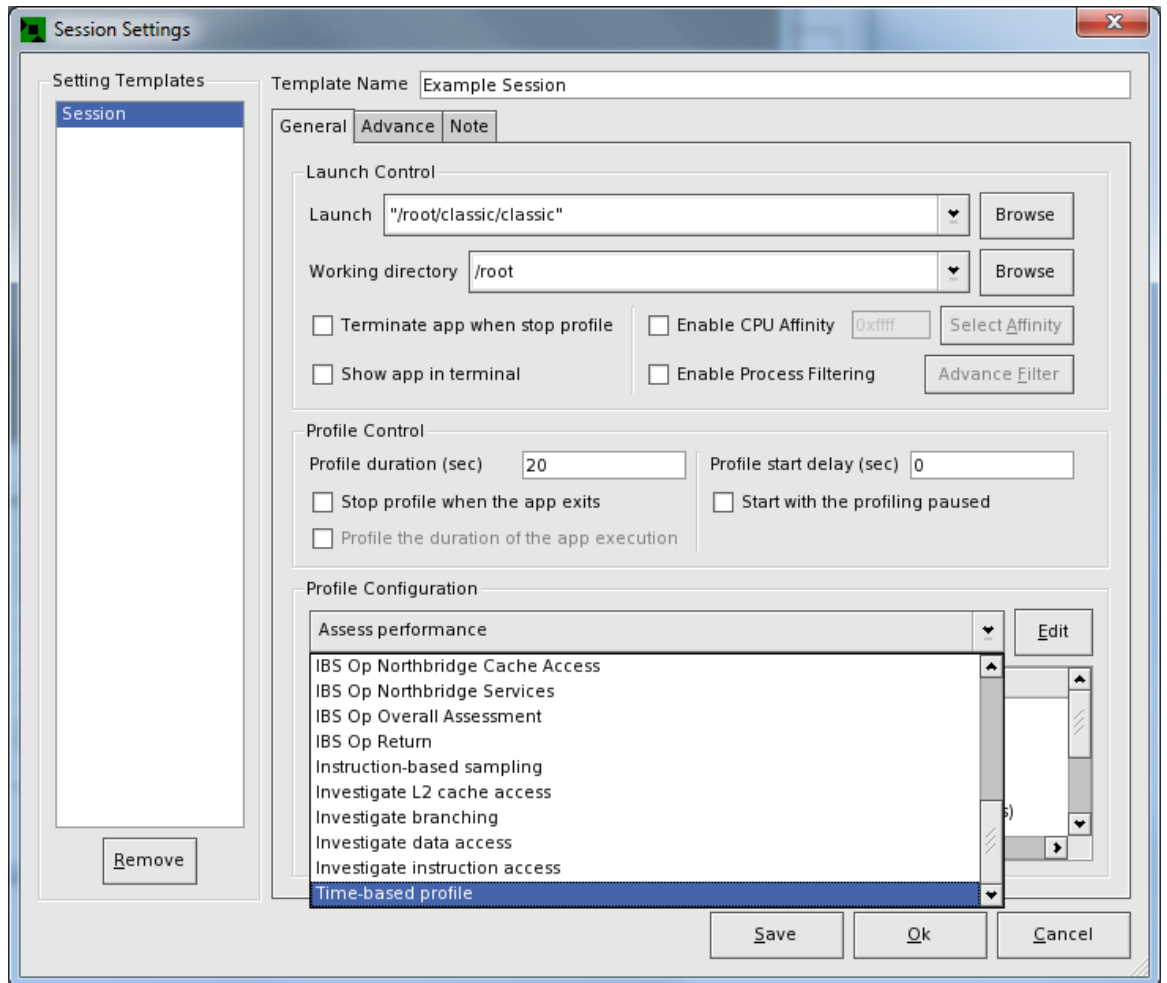 Session Settings
Setting Templates
Session
Remove
Template Name Example Session
General Advance Note
Launch Control
Launch "/root/classic/classic" Browse
Working directory /root Browse
Terminate app when stop profile Enable CPU Affinity 0xffff Select Affinity
Show app in terminal Enable Process Filtering Advance Filter
Profile Control
Profile duration (sec) 20 Profile start delay (sec) 0
Stop profile when the app exits Start with the profiling paused
Profile the duration of the app execution
Profile Configuration
Assess performance Edit
IBS Op Northbridge Cache Access
IBS Op Northbridge Services
IBS Op Overall Assessment
IBS Op Return
Instruction-based sampling
Investigate L2 cache access
Investigate branching
Investigate data access
Investigate instruction access
Time-based profile
Save Ok Cancel